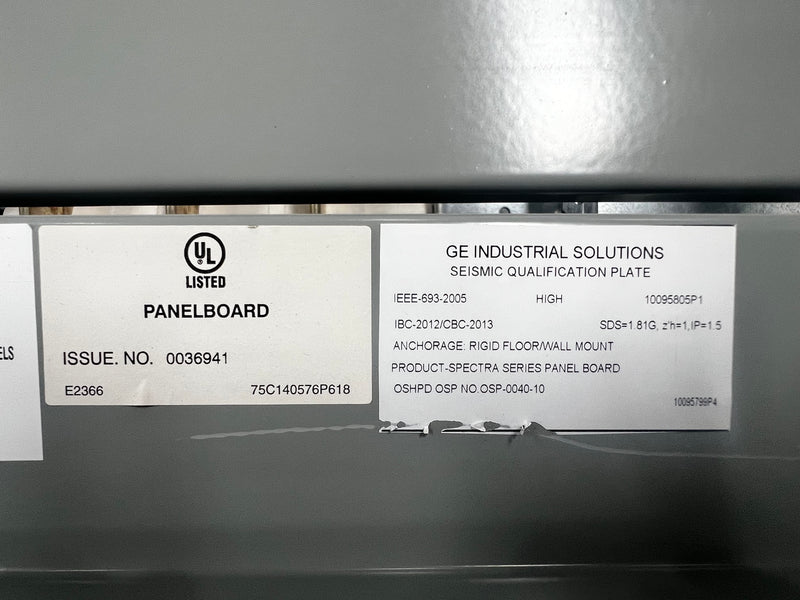 ELS
UL
®
LISTED
PANELBOARD
ISSUE. NO. 0036941
E2366 75C140576P618
GE INDUSTRIAL SOLUTIONS
SEISMIC QUALIFICATION PLATE
IEEE-693-2005 HIGH 10095805P1
IBC-2012/CBC-2013 SDS=1.81G, z'h=1,IP=1.5
ANCHORAGE: RIGID FLOOR/WALL MOUNT
PRODUCT-SPECTRA SERIES PANEL BOARD
OSHPD OSP NO.OSP-0040-10
10095799P4